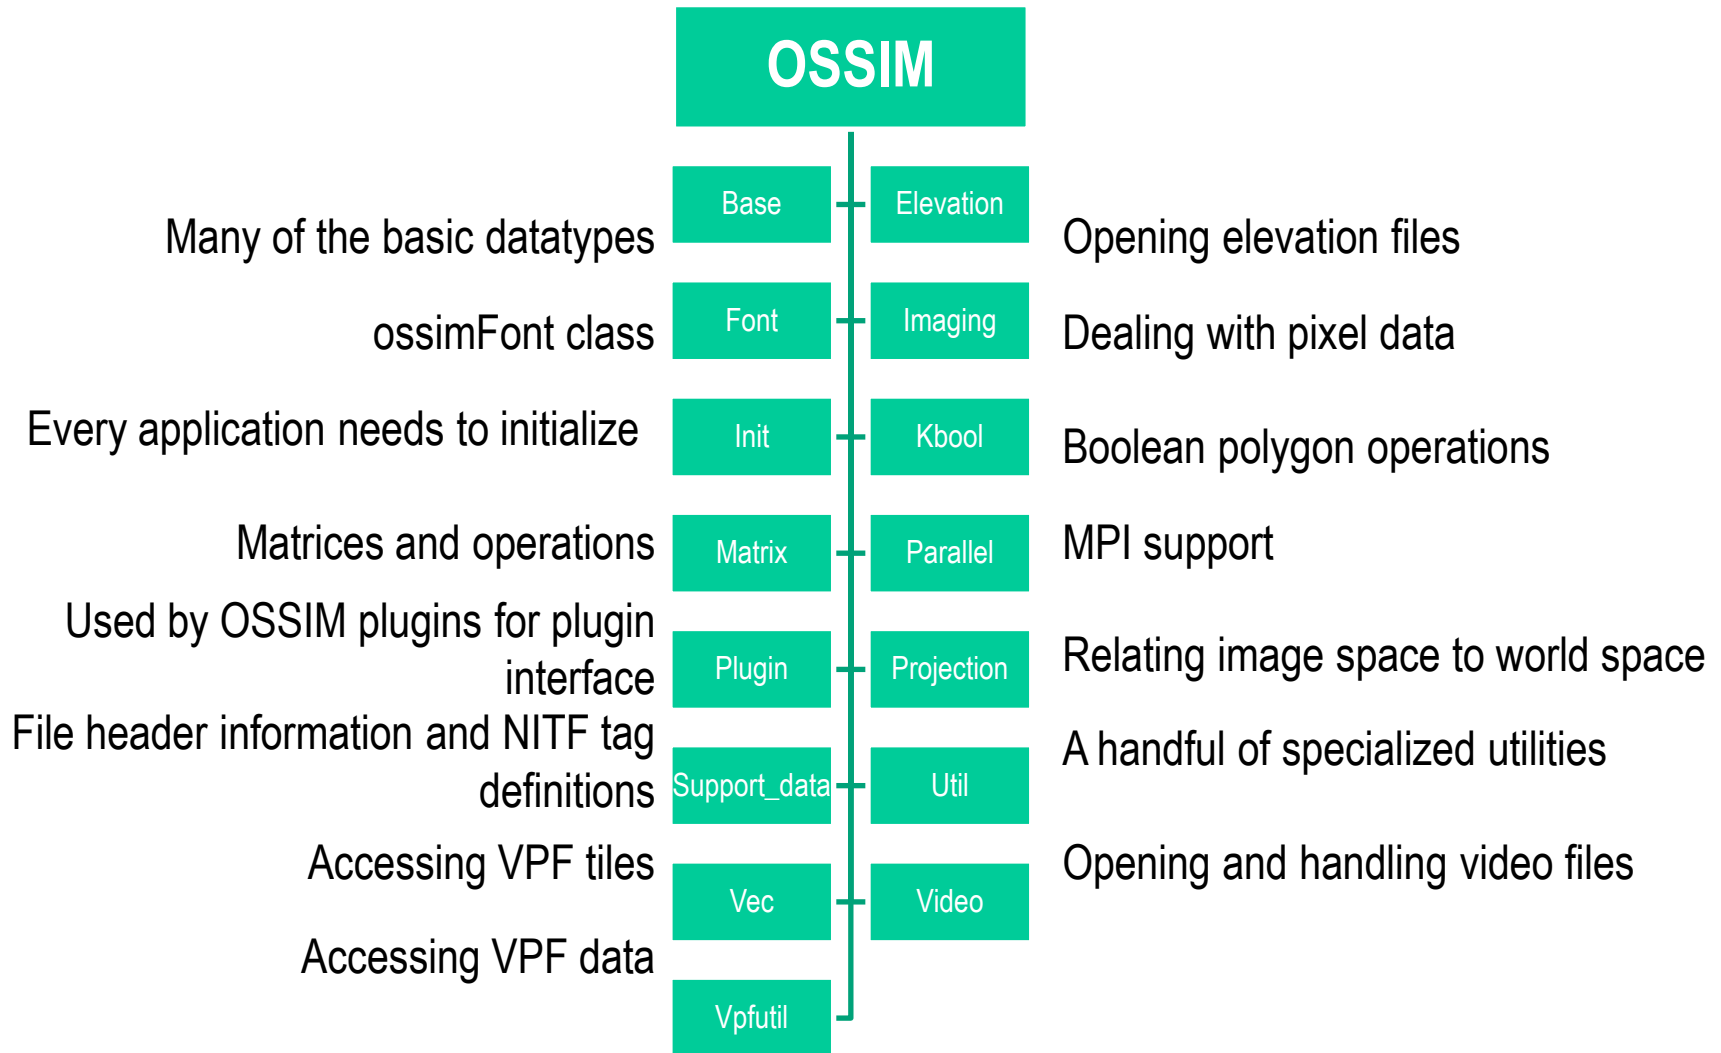 OSSIM
Many of the basic datatypes
Base
Elevation
Opening elevation files
ossimFont class
Font
Imaging
Dealing with pixel data
Every application needs to initialize
Init
Kbool
Boolean polygon operations
Matrices and operations
Matrix
Parallel
MPI support
Used by OSSIM plugins for plugin
interface
Plugin
Projection
Relating image space to world space
File header information and NITF tag
definitions
Support_data
Util
A handful of specialized utilities
Accessing VPF tiles
Vec
Video
Opening and handling video files
Accessing VPF data
Vpfutil